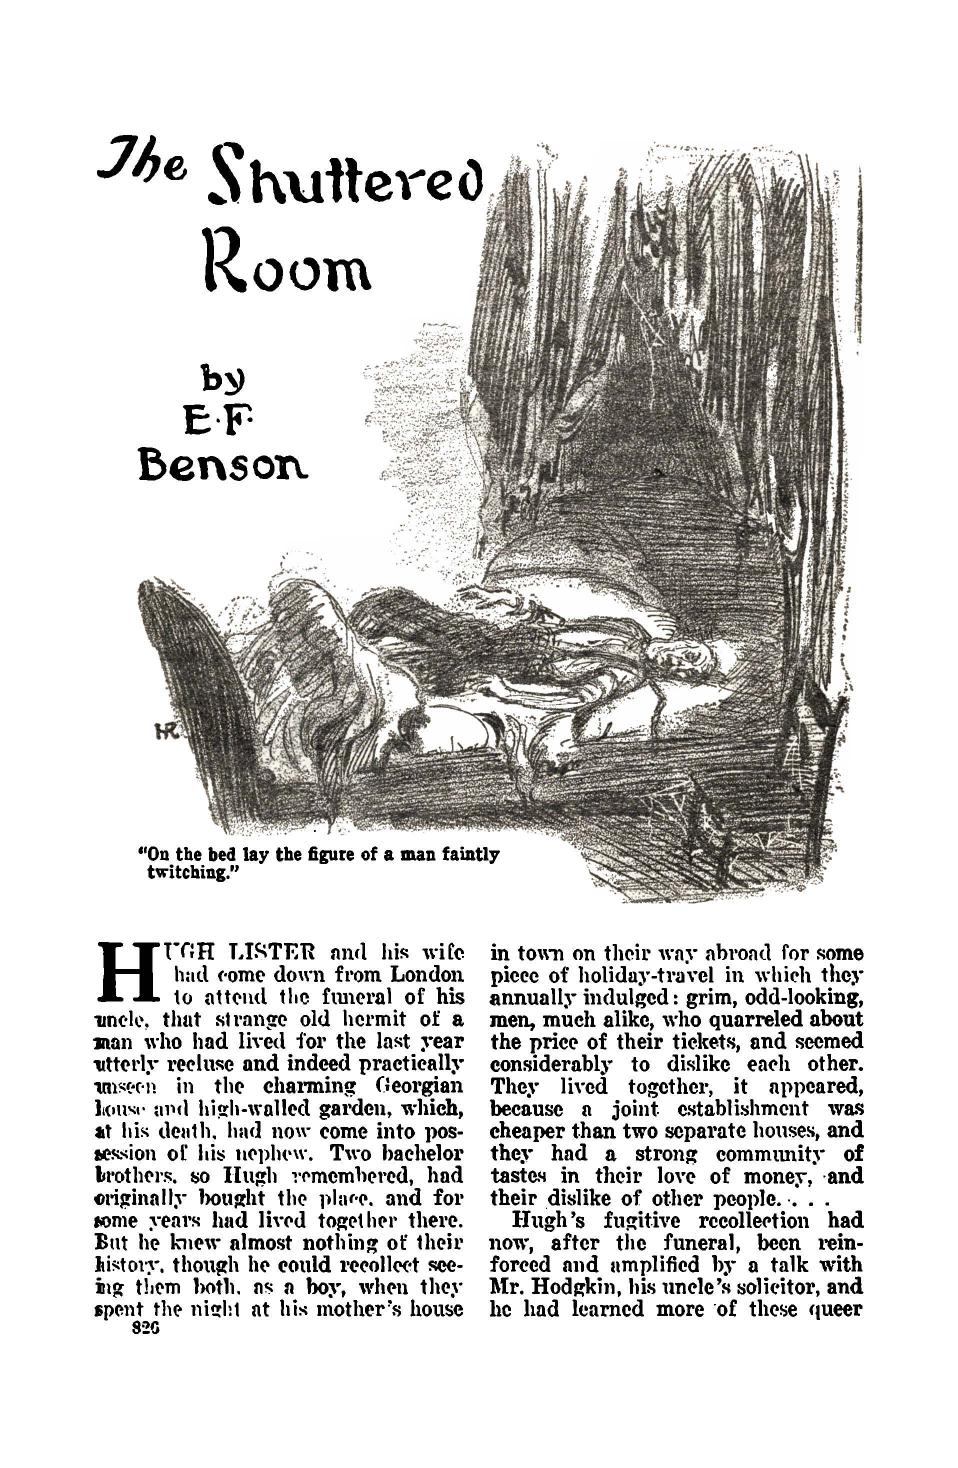 The Shuttered
Room
by
E.F.
Benson
HR
"On the bed lay the figure of a man faintly
twitching."
HUGH LISTER and his wife
had come down from London
to attend the funeral of his
uncle, that strange old hermit of a
man who had lived for the last year
utterly recluse and indeed practically
unseen in the charming Georgian
house and high-walled garden, which,
at his death, had now come into pos-
session of his nephew. Two bachelor
brothers, so Hugh remembered, had
originally bought the place, and for
some years had lived together there.
But he knew almost nothing of their
history, though he could recollect see-
ing them both, as a boy, when they
spent the night at his mother's house
in town on their way abroad for some
piece of holiday-travel in which they
annually indulged: grim, odd-looking,
men, much alike, who quarreled about
the price of their tickets, and seemed
considerably to dislike each other.
They lived together, it appeared,
because a joint establishment was
cheaper than two separate houses, and
they had a strong community of
tastes in their love of money, and
their dislike of other people. . . .
Hugh's fugitive recollection had
now, after the funeral, been rein-
forced and amplified by a talk with
Mr. Hodgkin, his uncle's solicitor, and
he had learned more of these queer
826